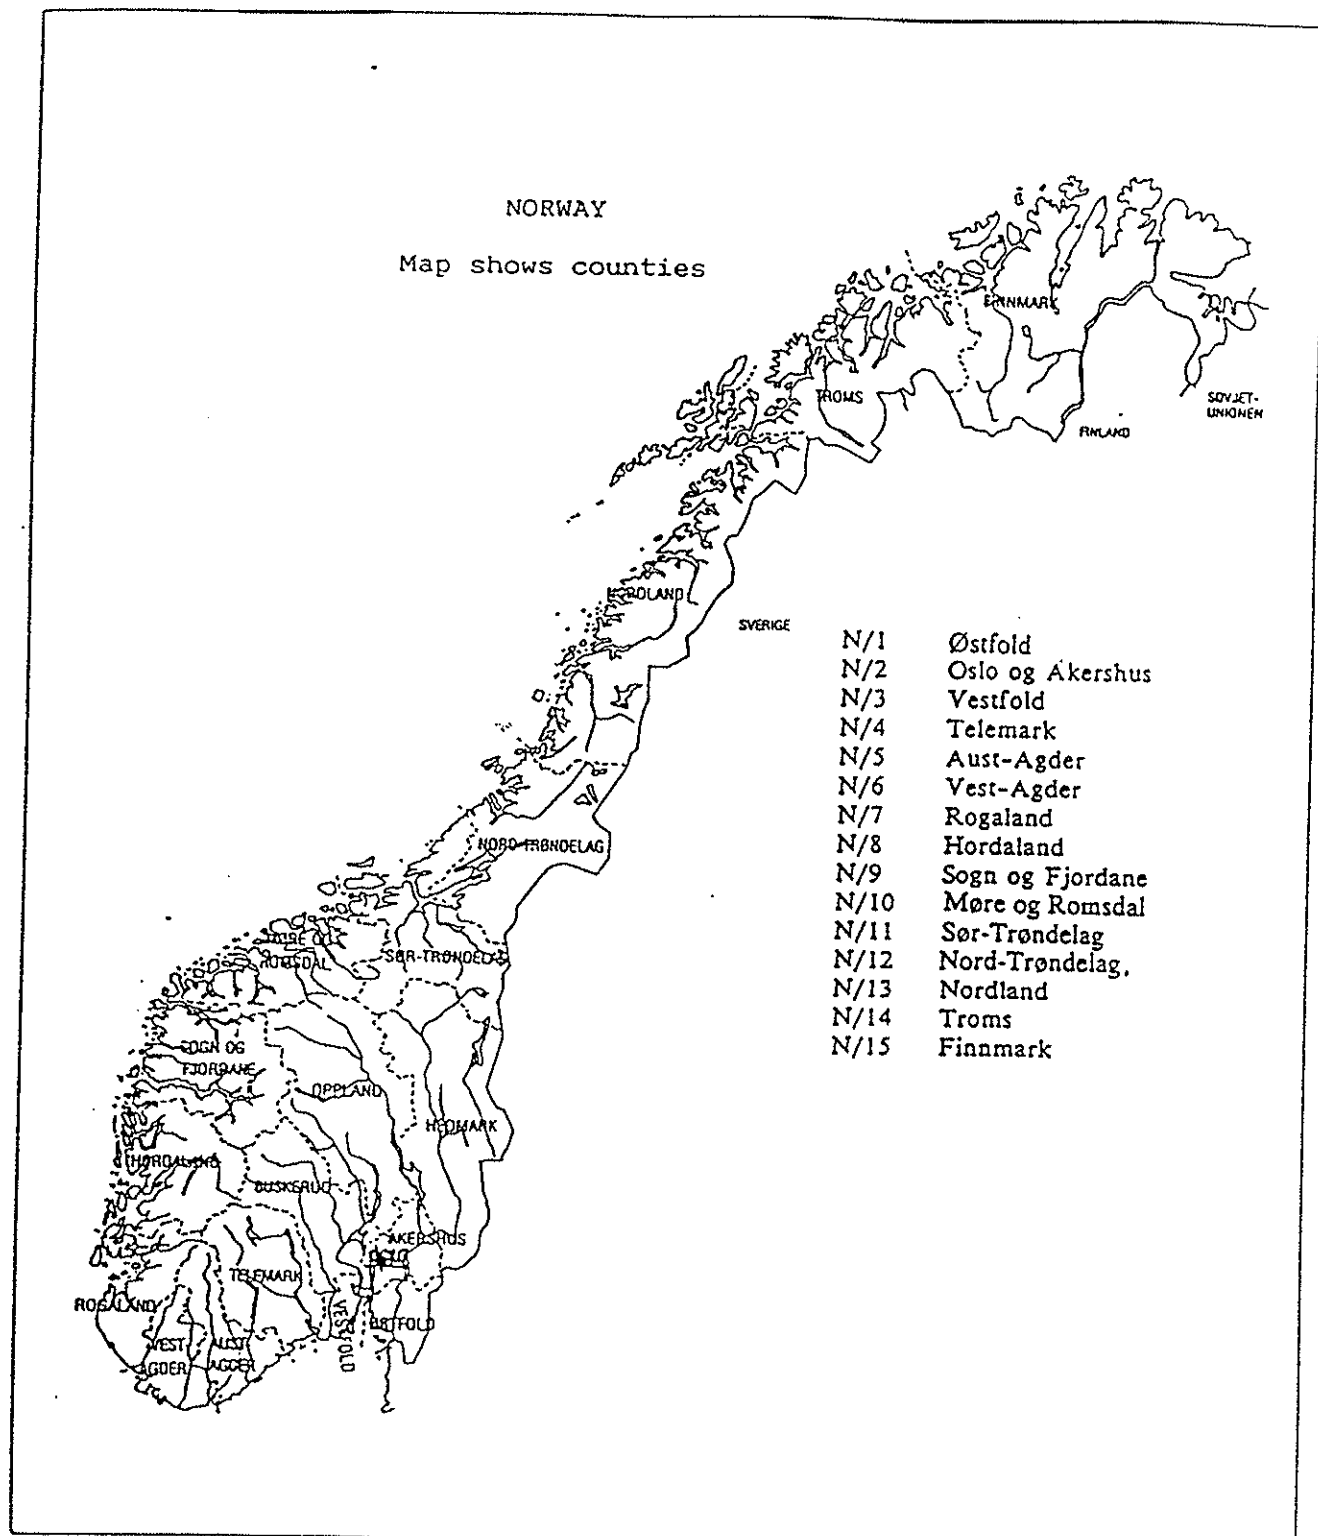 NORWAY
Map shows counties
FINNMARK
TROMS
SOVJET-
UNIONEN
FINLAND
NORDLAND
SVERIGE
N/1 Østfold
N/2 Oslo og Akershus
N/3 Vestfold
N/4 Telemark
N/5 Aust-Agder
N/6 Vest-Agder
N/7 Rogaland
N/8 Hordaland
N/9 Sogn og Fjordane
N/10 Møre og Romsdal
N/11 Sør-Trøndelag
N/12 Nord-Trøndelag.
N/13 Nordland
N/14 Troms
N/15 Finnmark
NORD-TRØNDELAG
MØRE OG
ROMSDAL
SØR-TRØNDELAG
SOGN OG
FJORDANE
OPPLAND
HEDMARK
HORDALAND
BUSKERUD
AKERSHUS
OSLO
TELEMARK
ROGALAND
VESTFOLD
ØSTFOLD
VEST
AGDER
AUST
AGDER